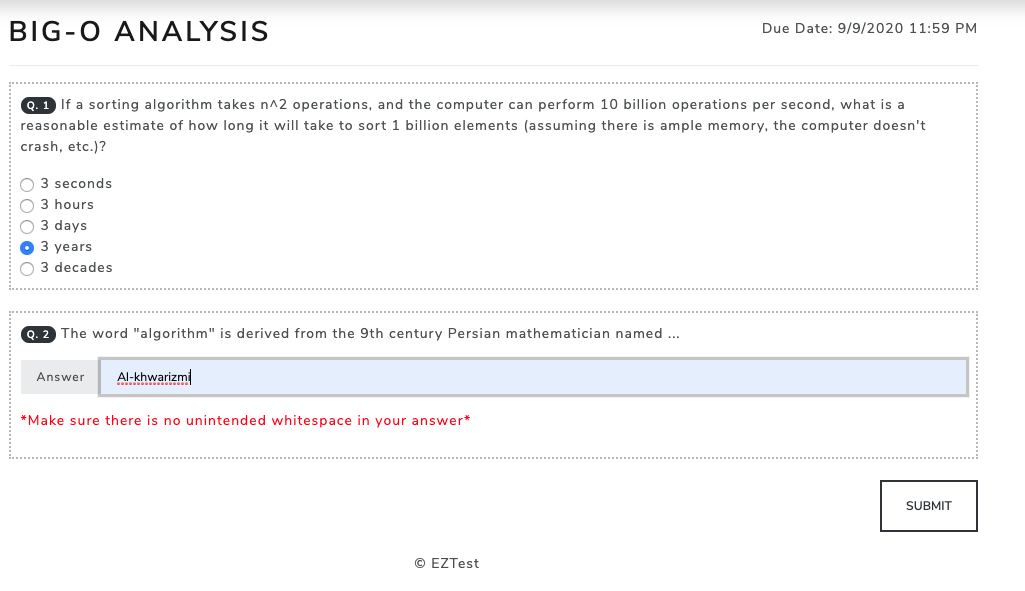 BIG-O ANALYSIS
Due Date: 9/9/2020 11:59 PM
Q. 1 If a sorting algorithm takes n^2 operations, and the computer can perform 10 billion operations per second, what is a
reasonable estimate of how long it will take to sort 1 billion elements (assuming there is ample memory, the computer doesn't
crash, etc.)?
3 seconds
3 hours
3 days
3 years
3 decades
Q. 2 The word "algorithm" is derived from the 9th century Persian mathematician named ...
Answer Al-khwarizmi
*Make sure there is no unintended whitespace in your answer*
SUBMIT
© EZTest